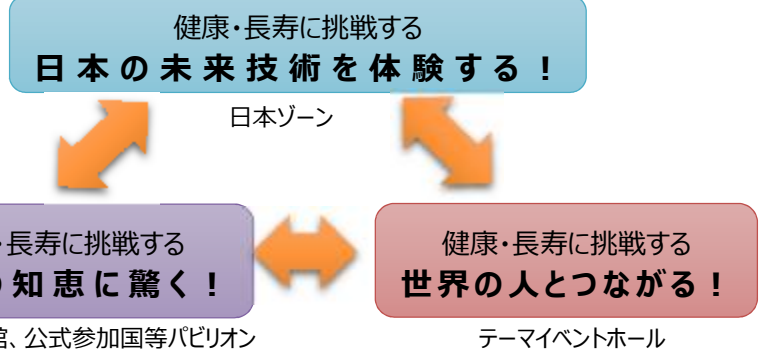 健康・長寿に挑戦する
日本の未来技術を体験する！
日本ゾーン
・長寿に挑戦する
知恵に驚く！
健康・長寿に挑戦する
世界の人とつながる！
館、公式参加国等パビリオン
テーマイベントホール